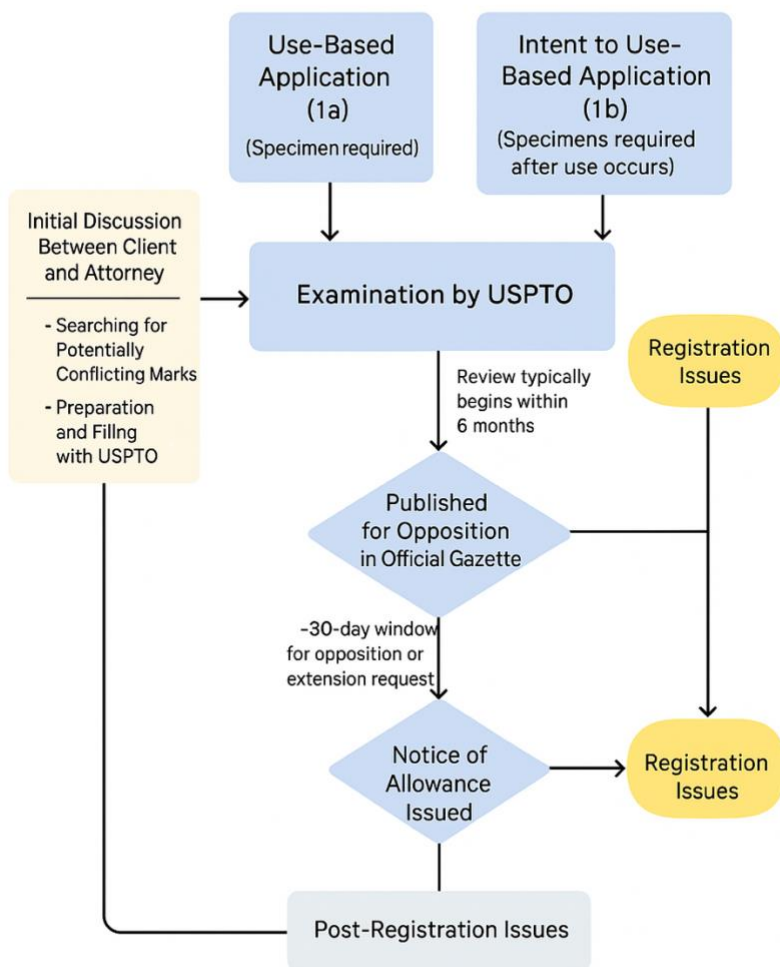 Use-Based
Application
(1a)
(Specimen required)
Intent to Use-
Based Application
(1b)
(Specimens required
after use occurs)
Initial Discussion
Between Client
and Attorney
- Searching for
Potentially
Conflicting Marks
- Preparation
and Fillng
with USPTO
Examination by USPTO
Registration
Issues
Review typically
begins within
6 months
Published
for Opposition
in Official Gazette
-30-day window
for opposition or
extension request
Notice of
Allowance
Issued
Registration
Issues
Post-Registration Issues